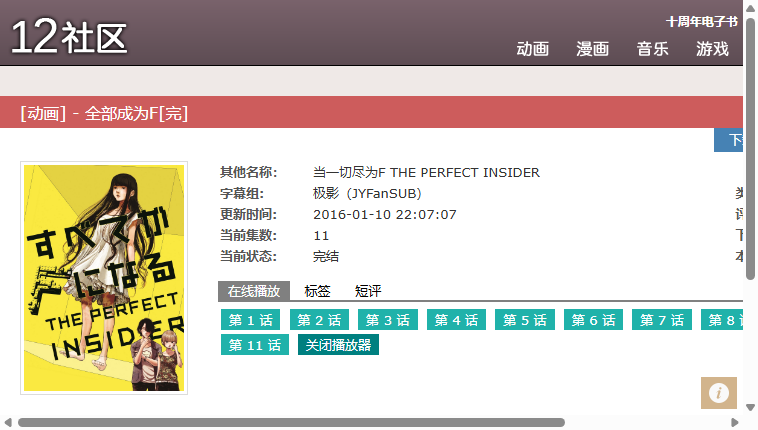 12社区
十周年电子书
动画 漫画 音乐 游戏
[动画] - 全部成为F[完]
其他名称： 当一切尽为F THE PERFECT INSIDER
字幕组： 极影（JYFanSUB）
更新时间： 2016-01-10 22:07:07
当前集数： 11
当前状态： 完结
すべてが
Fになる
THE PERFECT
INSIDER
在线播放 标签 短评
第 1 话 第 2 话 第 3 话 第 4 话 第 5 话 第 6 话 第 7 话 第 8
第 11 话 关闭播放器